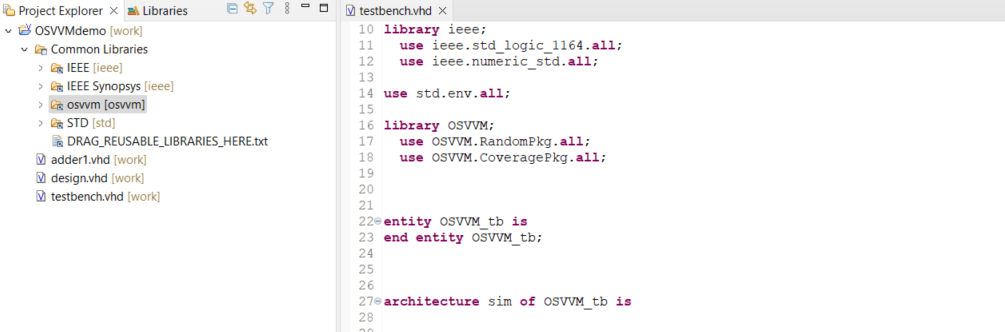 Project Explorer
Libraries
OSVVMdemo [work]
Common Libraries
IEEE [ieee]
IEEE Synopsys [ieee]
osvvm [osvvm]
STD [std]
DRAG_REUSABLE_LIBRARIES_HERE.txt
adder1.vhd [work]
design.vhd [work]
testbench.vhd [work]
testbench.vhd
10 library ieee;
11 use ieee.std_logic_1164.all;
12 use ieee.numeric_std.all;
13
14 use std.env.all;
15
16 library OSVVM;
17 use OSVVM.RandomPkg.all;
18 use OSVVM.CoveragePkg.all;
19
20
21
22 entity OSVVM_tb is
23 end entity OSVVM_tb;
24
25
26
27 architecture sim of OSVVM_tb is
28